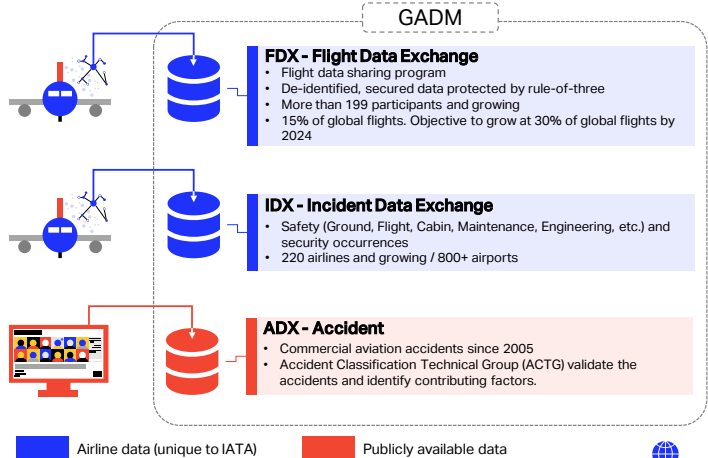 GADM
FDX - Flight Data Exchange
• Flight data sharing program
• De-identified, secured data protected by rule-of-three
• More than 199 participants and growing
• 15% of global flights. Objective to grow at 30% of global flights by
2024
IDX - Incident Data Exchange
• Safety (Ground, Flight, Cabin, Maintenance, Engineering, etc.) and
security occurrences
• 220 airlines and growing / 800+ airports
ADX - Accident
• Commercial aviation accidents since 2005
• Accident Classification Technical Group (ACTG) validate the
accidents and identify contributing factors.
Airline data (unique to IATA)
Publicly available data